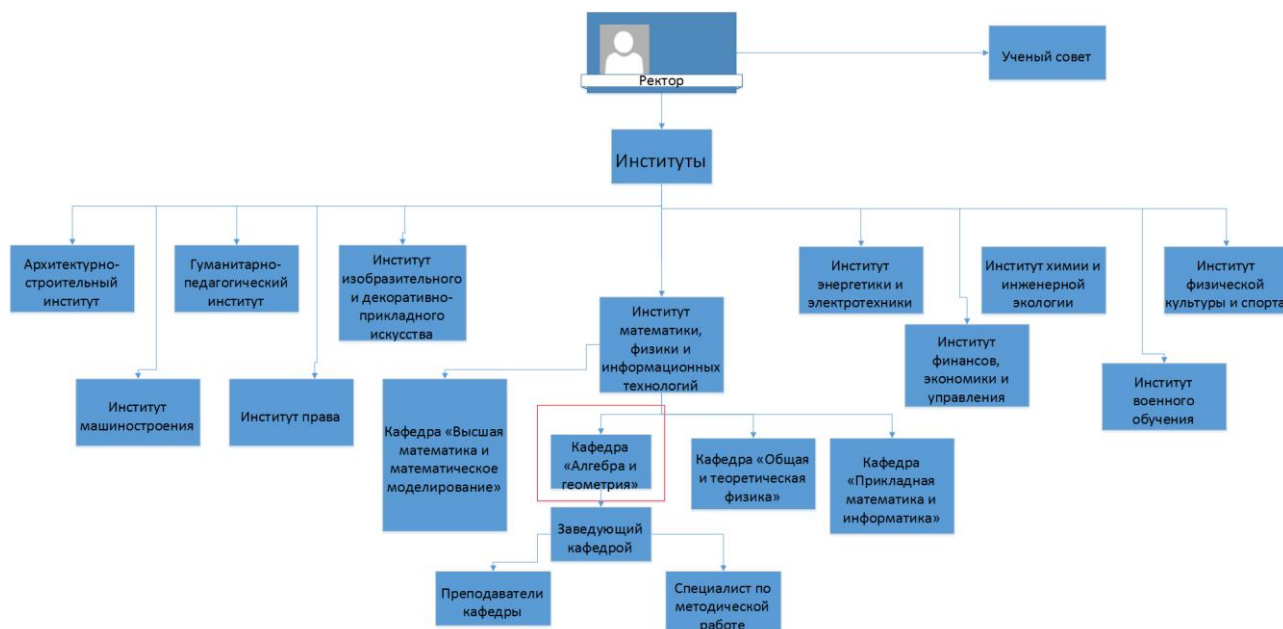 Ректор
Ученый совет
Институты
Архитектурно-
строительный
институт
Гуманитарно-
педагогический
институт
Институт
изобразительного
и декоративно-
прикладного
искусства
Институт
математики,
физики и
информационных
технологий
Институт
энергетики и
электротехники
Институт химии и
инженерной
экологии
Институт
физической
культуры и спорта
Институт
машиностроения
Институт права
Институт
финансов,
экономики и
управления
Институт
военного
обучения
Кафедра «Высшая
математика и
математическое
моделирование»
Кафедра
«Алгебра и
геометрия»
Кафедра «Общая
и теоретическая
физика»
Кафедра
«Прикладная
математика и
информатика»
Заведующий
кафедрой
Преподаватели
кафедры
Специалист по
методической
работе